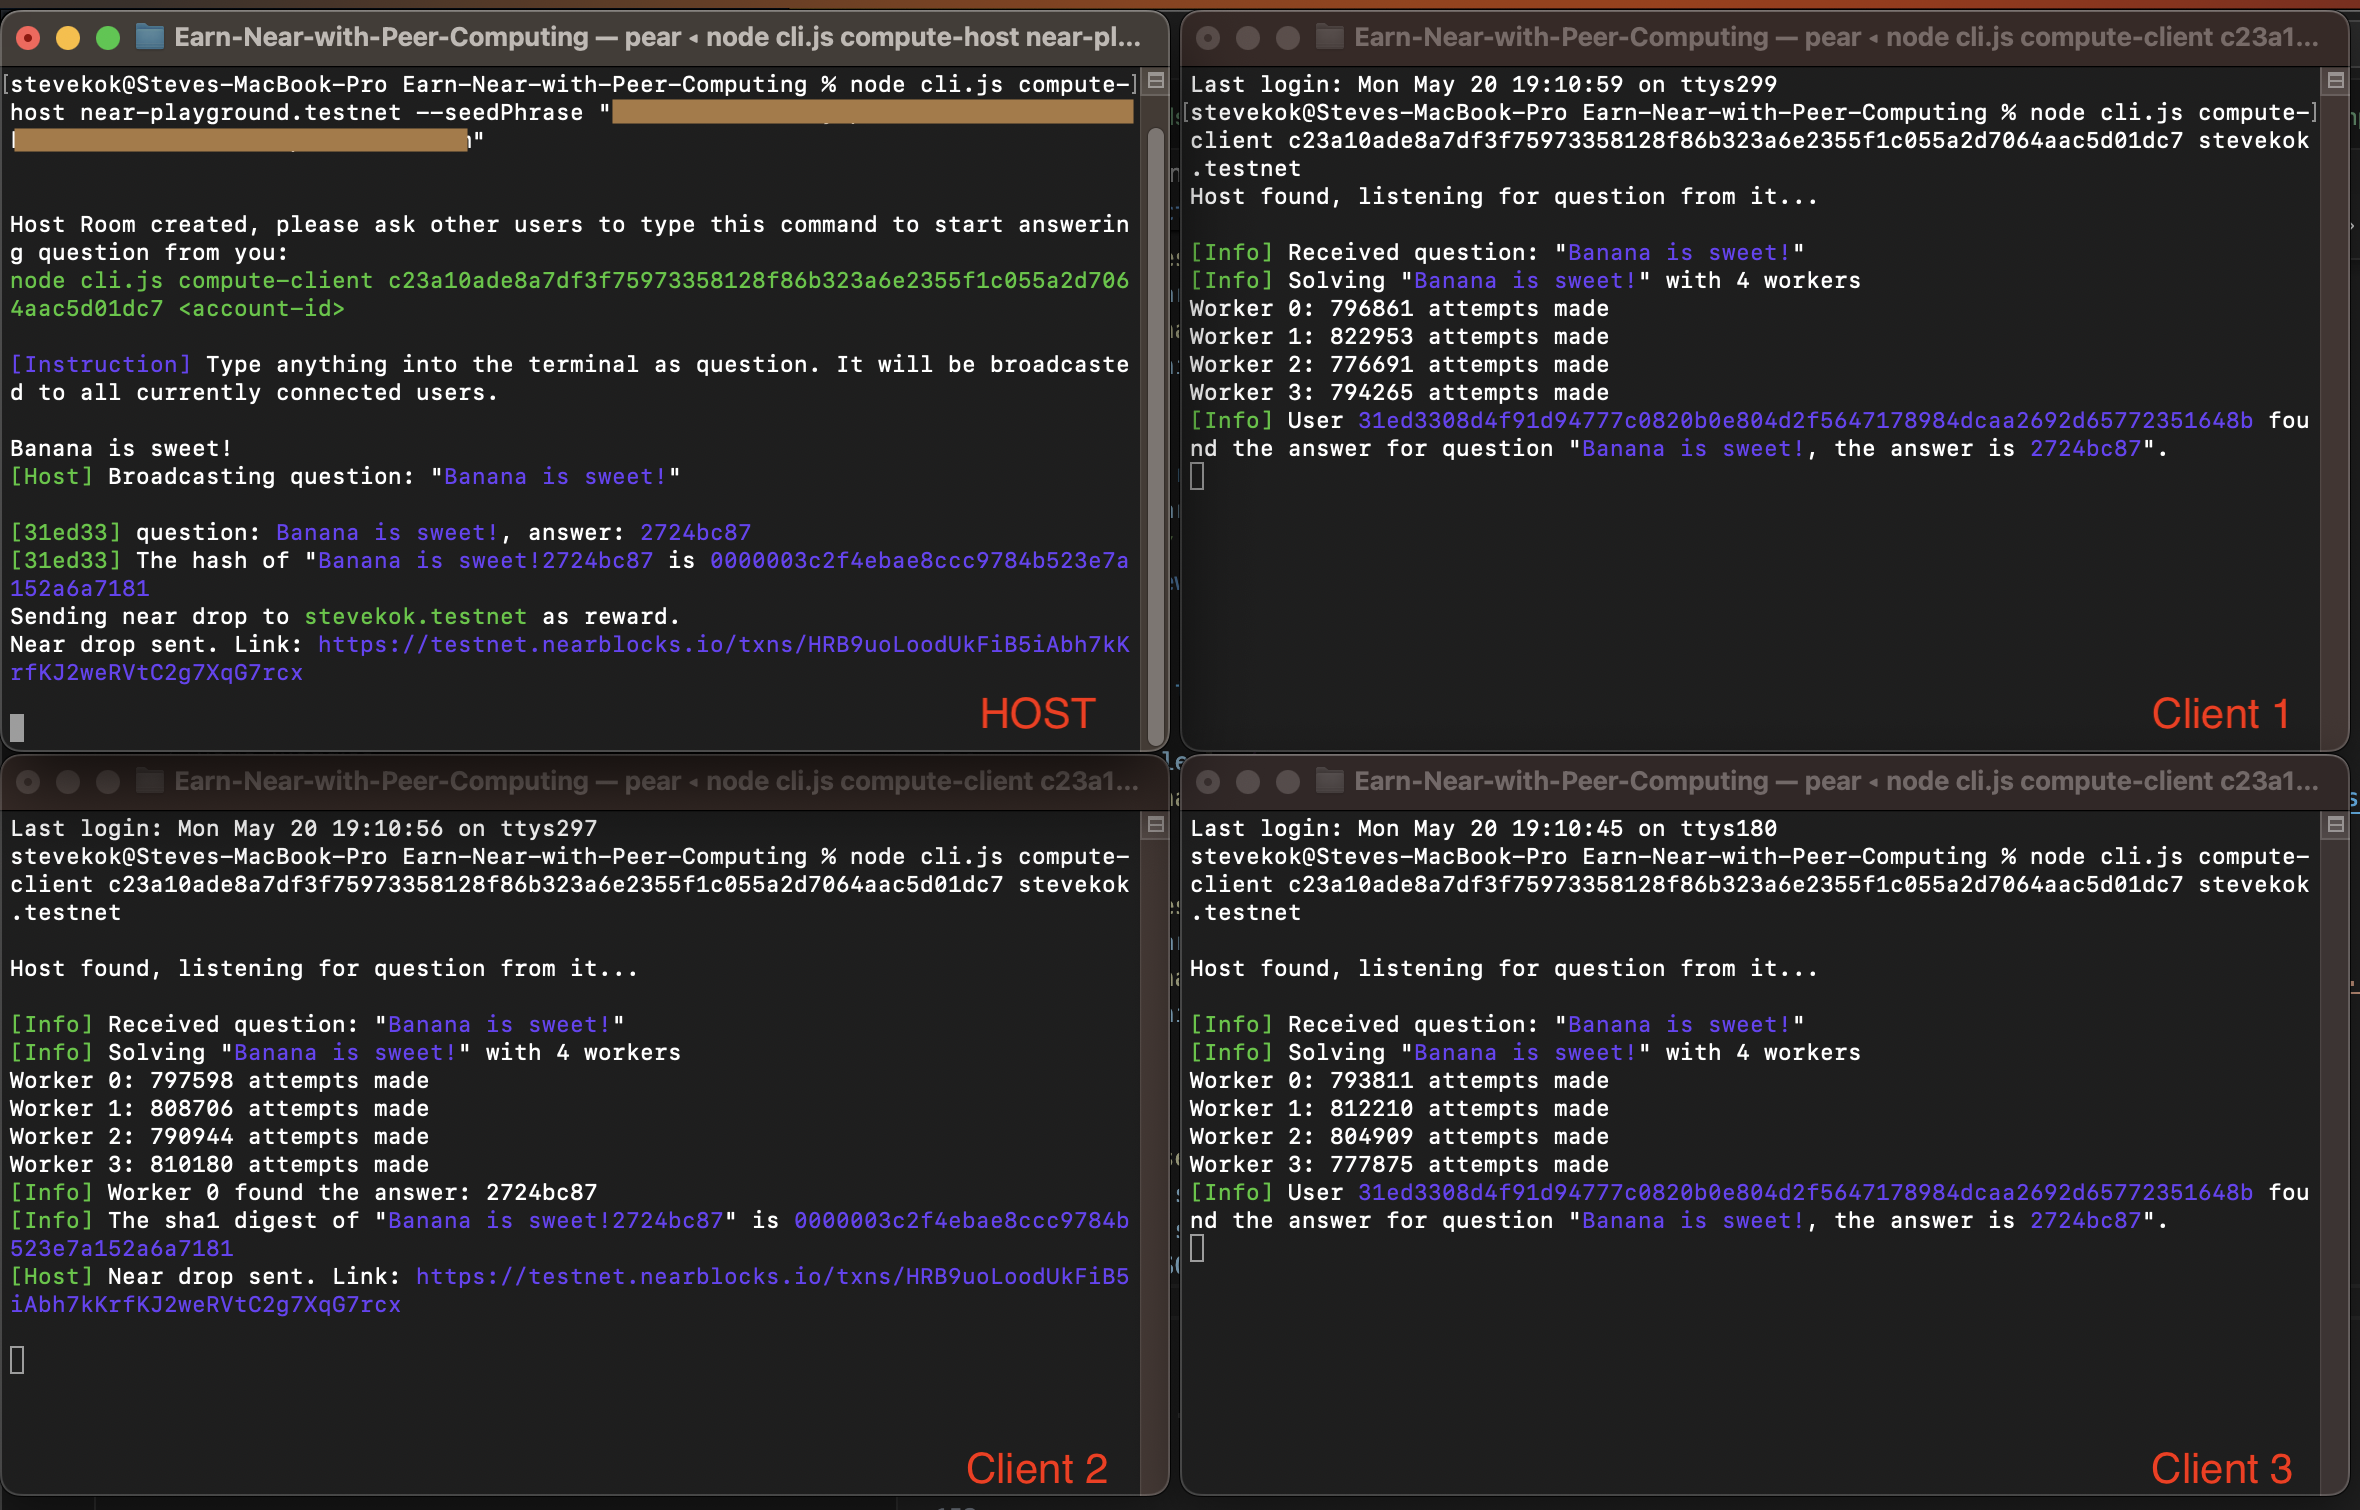 Earn-Near-with-Peer-Computing — pear ◂ node cli.js compute-host near-pl...
[stevekok@Steves-MacBook-Pro Earn-Near-with-Peer-Computing % node cli.js compute-]
host near-playground.testnet --seedPhrase "
"
Host Room created, please ask other users to type this command to start answerin
g question from you:
node cli.js compute-client c23a10ade8a7df3f75973358128f86b323a6e2355f1c055a2d706
4aac5d01dc7 <account-id>
[Instruction] Type anything into the terminal as question. It will be broadcaste
d to all currently connected users.
Banana is sweet!
[Host] Broadcasting question: "Banana is sweet!"
[31ed33] question: Banana is sweet!, answer: 2724bc87
[31ed33] The hash of "Banana is sweet!2724bc87 is 0000003c2f4ebae8ccc9784b523e7a
152a6a7181
Sending near drop to stevekok.testnet as reward.
Near drop sent. Link: https://testnet.nearblocks.io/txns/HRB9uoLoodUkFiB5iAbh7kK
rfKJ2weRVtC2g7XqG7rcx
HOST
Earn-Near-with-Peer-Computing — pear ◂ node cli.js compute-client c23a1...
Last login: Mon May 20 19:10:59 on ttys299
[stevekok@Steves-MacBook-Pro Earn-Near-with-Peer-Computing % node cli.js compute-]
client c23a10ade8a7df3f75973358128f86b323a6e2355f1c055a2d7064aac5d01dc7 stevekok
.testnet
Host found, listening for question from it...
[Info] Received question: "Banana is sweet!"
[Info] Solving "Banana is sweet!" with 4 workers
Worker 0: 796861 attempts made
Worker 1: 822953 attempts made
Worker 2: 776691 attempts made
Worker 3: 794265 attempts made
[Info] User 31ed3308d4f91d94777c0820b0e804d2f5647178984dcaa2692d65772351648b fou
nd the answer for question "Banana is sweet!, the answer is 2724bc87".
Client 1
Earn-Near-with-Peer-Computing — pear ◂ node cli.js compute-client c23a1...
Last login: Mon May 20 19:10:56 on ttys297
stevekok@Steves-MacBook-Pro Earn-Near-with-Peer-Computing % node cli.js compute-
client c23a10ade8a7df3f75973358128f86b323a6e2355f1c055a2d7064aac5d01dc7 stevekok
.testnet
Host found, listening for question from it...
[Info] Received question: "Banana is sweet!"
[Info] Solving "Banana is sweet!" with 4 workers
Worker 0: 797598 attempts made
Worker 1: 808706 attempts made
Worker 2: 790944 attempts made
Worker 3: 810180 attempts made
[Info] Worker 0 found the answer: 2724bc87
[Info] The sha1 digest of "Banana is sweet!2724bc87" is 0000003c2f4ebae8ccc9784b
523e7a152a6a7181
[Host] Near drop sent. Link: https://testnet.nearblocks.io/txns/HRB9uoLoodUkFiB5
iAbh7kKrfKJ2weRVtC2g7XqG7rcx
Client 2
Earn-Near-with-Peer-Computing — pear ◂ node cli.js compute-client c23a1...
Last login: Mon May 20 19:10:45 on ttys180
stevekok@Steves-MacBook-Pro Earn-Near-with-Peer-Computing % node cli.js compute-
client c23a10ade8a7df3f75973358128f86b323a6e2355f1c055a2d7064aac5d01dc7 stevekok
.testnet
Host found, listening for question from it...
[Info] Received question: "Banana is sweet!"
[Info] Solving "Banana is sweet!" with 4 workers
Worker 0: 793811 attempts made
Worker 1: 812210 attempts made
Worker 2: 804909 attempts made
Worker 3: 777875 attempts made
[Info] User 31ed3308d4f91d94777c0820b0e804d2f5647178984dcaa2692d65772351648b fou
nd the answer for question "Banana is sweet!, the answer is 2724bc87".
Client 3